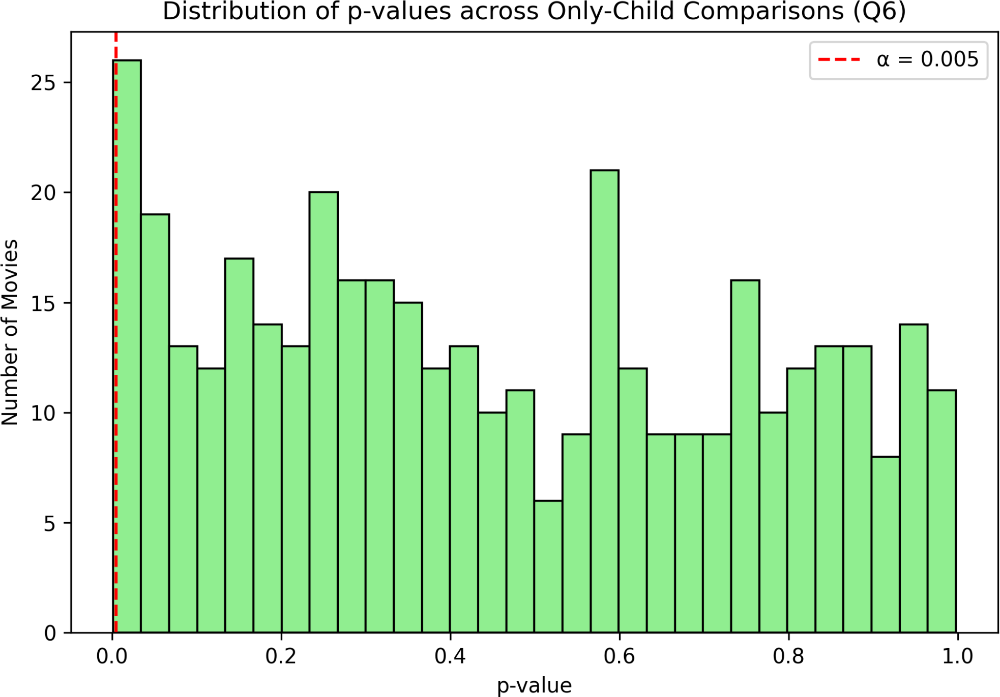 Distribution of p-values across Only-Child Comparisons (Q6)
α = 0.005
Number of Movies
25
20
15
10
5
0
0.0 0.2 0.4 0.6 0.8 1.0
p-value